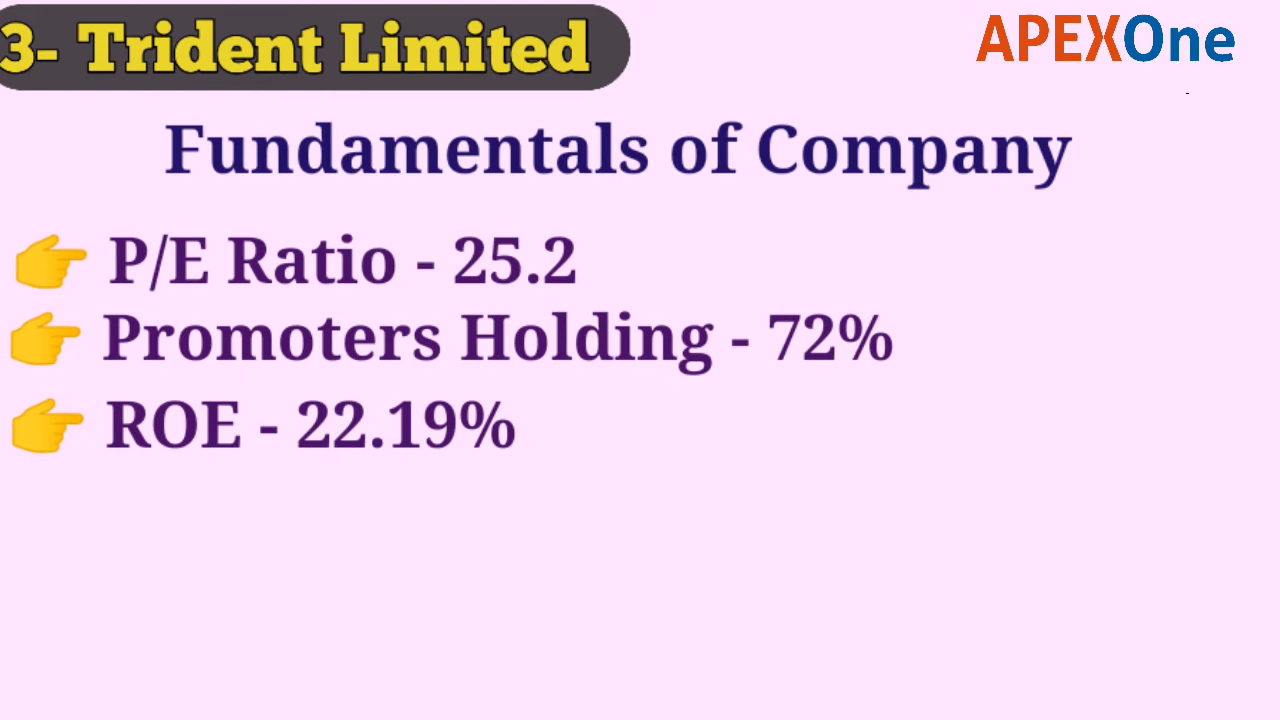 3- Trident Limited
APEXOne
Fundamentals of Company
👉 P/E Ratio - 25.2
👉 Promoters Holding - 72%
👉 ROE - 22.19%